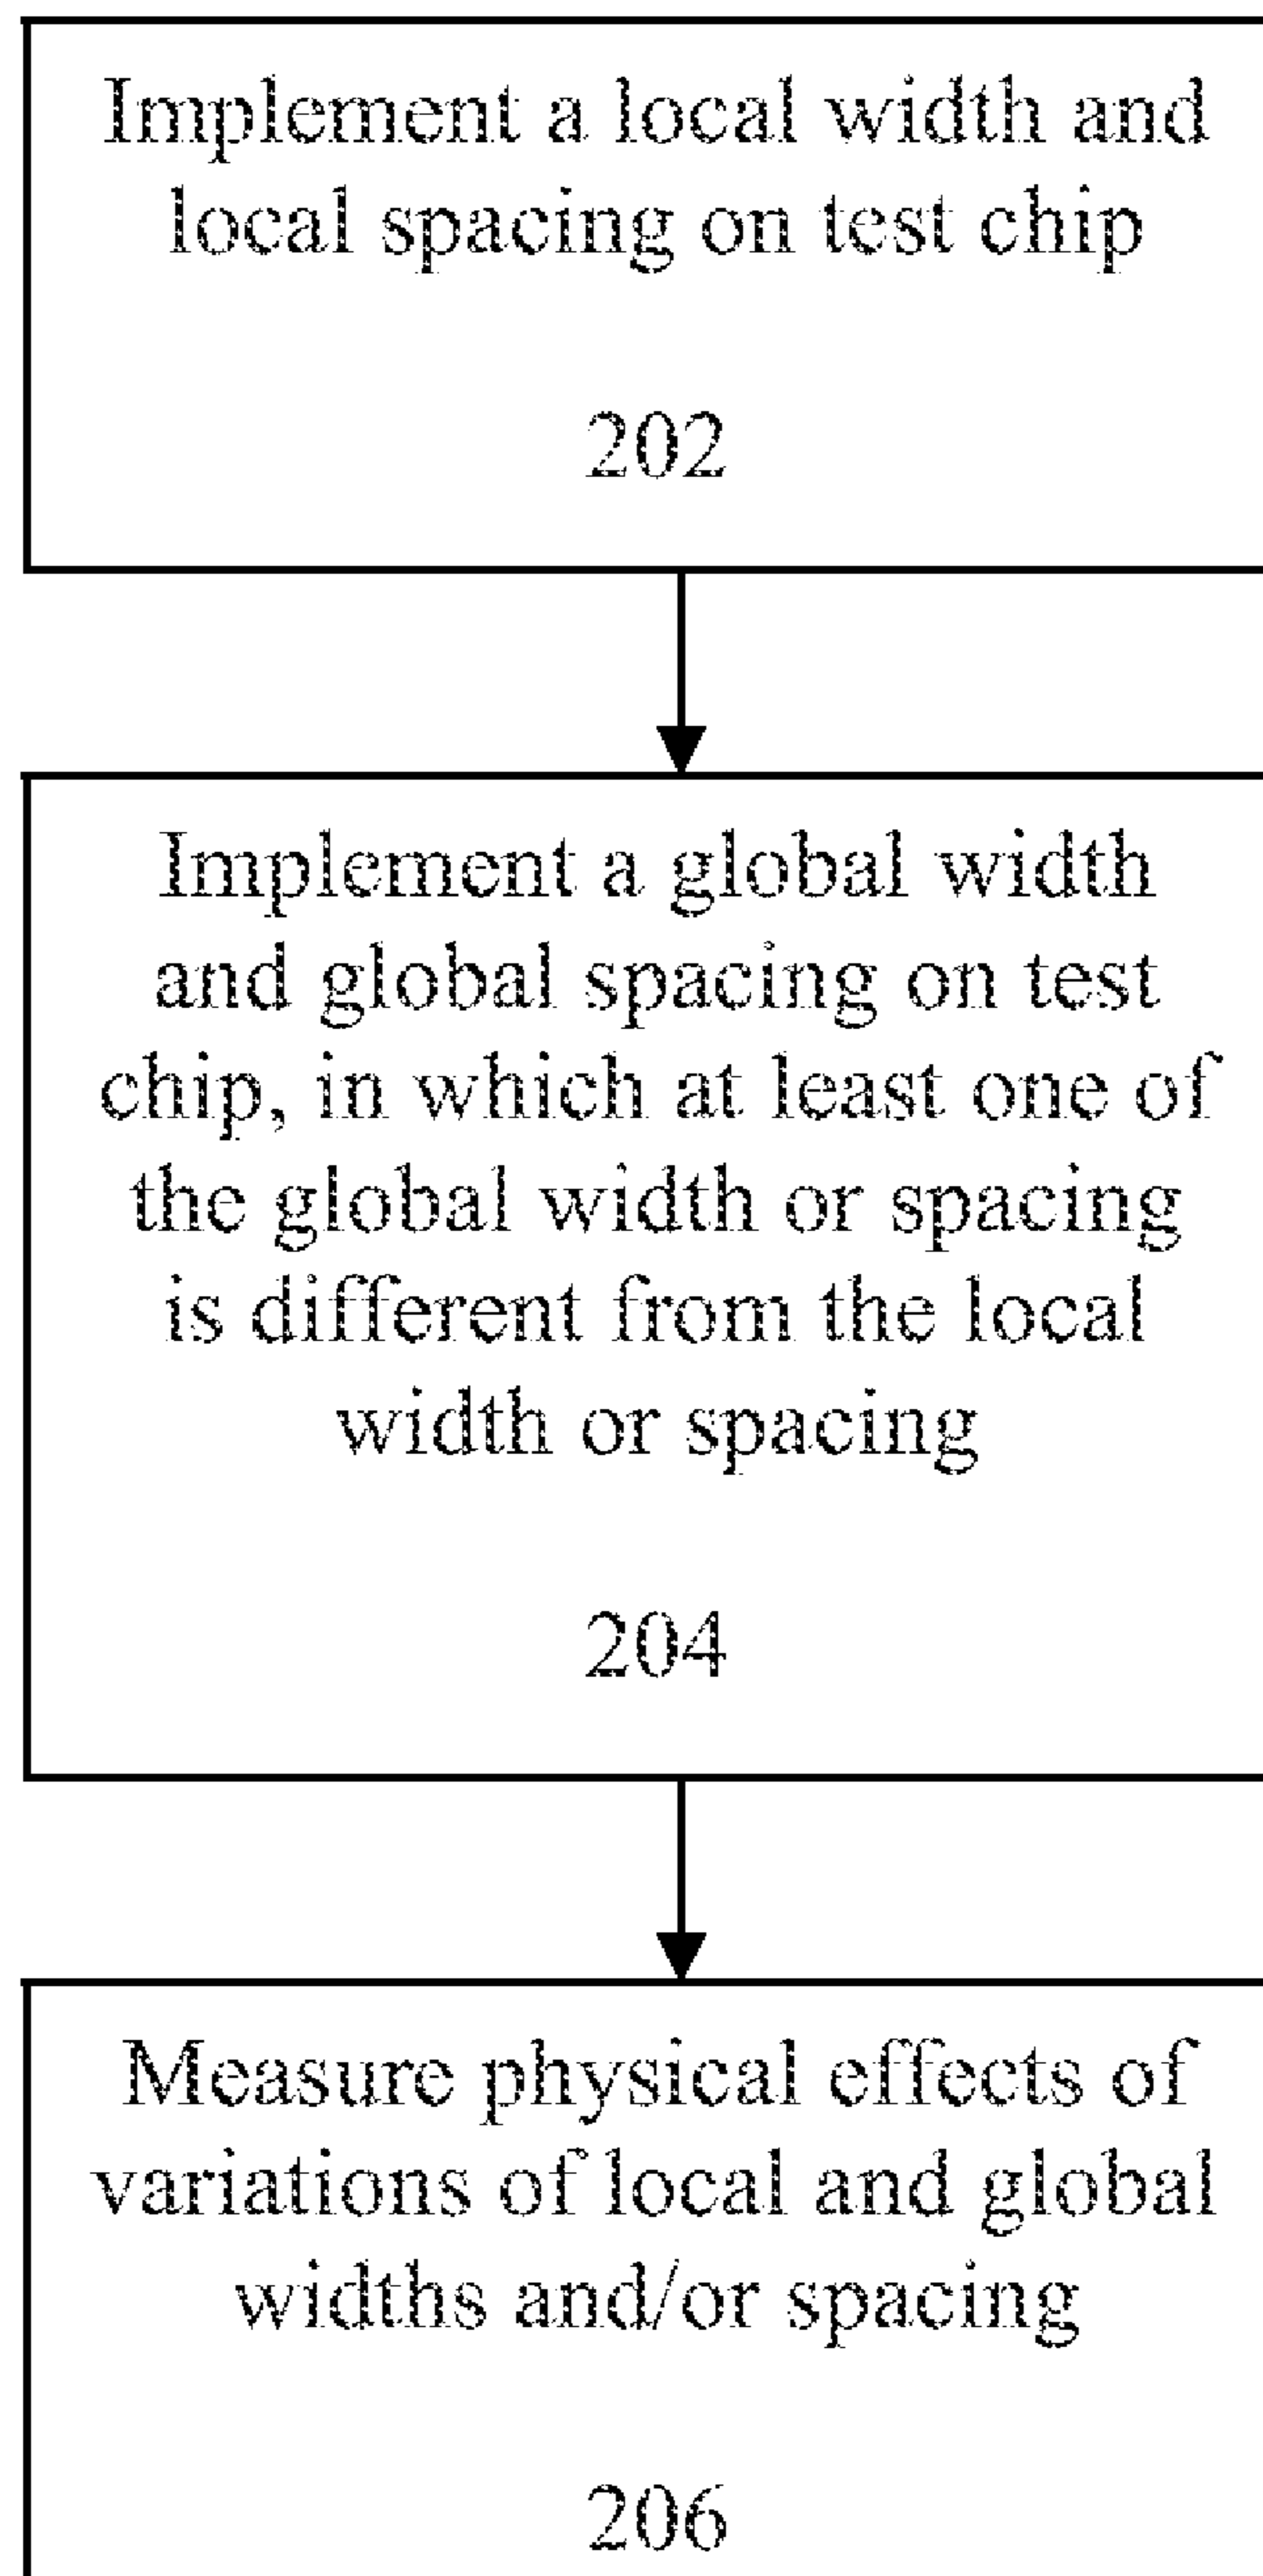 Implement a local width and
local spacing on test chip
202
Implement a global width
and global spacing on test
chip, in which at least one of
the global width or spacing
is different from the local
width or spacing
204
Measure physical effects of
variations of local and global
widths and/or spacing
206